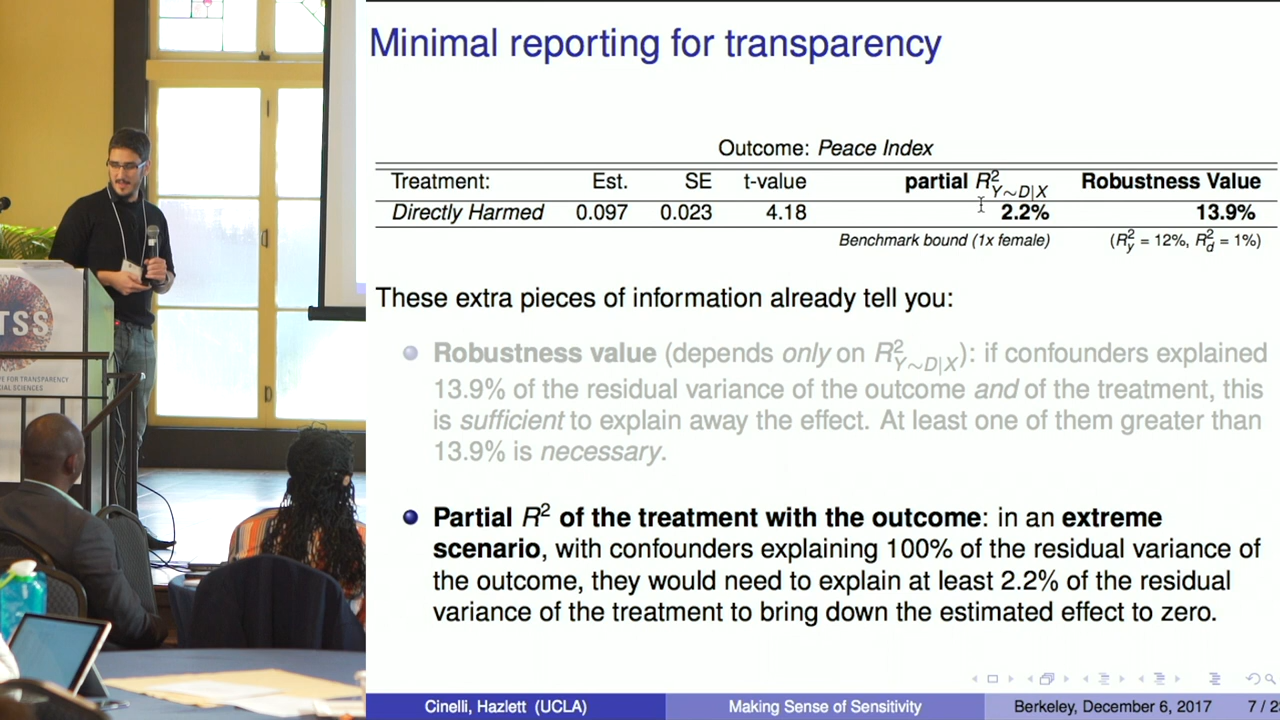 Minimal reporting for transparency
Outcome: Peace Index
Treatment: Est. SE t-value partial R²Y∼D|X Robustness Value
Directly Harmed 0.097 0.023 4.18 2.2% 13.9%
Benchmark bound (1x female) (R²y = 12%, R²d = 1%)
These extra pieces of information already tell you:
Robustness value (depends only on R²Y∼D|X): if confounders explained
13.9% of the residual variance of the outcome and of the treatment, this
is sufficient to explain away the effect. At least one of them greater than
13.9% is necessary.
Partial R² of the treatment with the outcome: in an extreme
scenario, with confounders explaining 100% of the residual variance of
the outcome, they would need to explain at least 2.2% of the residual
variance of the treatment to bring down the estimated effect to zero.
Cinelli, Hazlett (UCLA) Making Sense of Sensitivity Berkeley, December 6, 2017 7 / 2
TSS
E FOR TRANSPARENCY
IAL SCIENCES